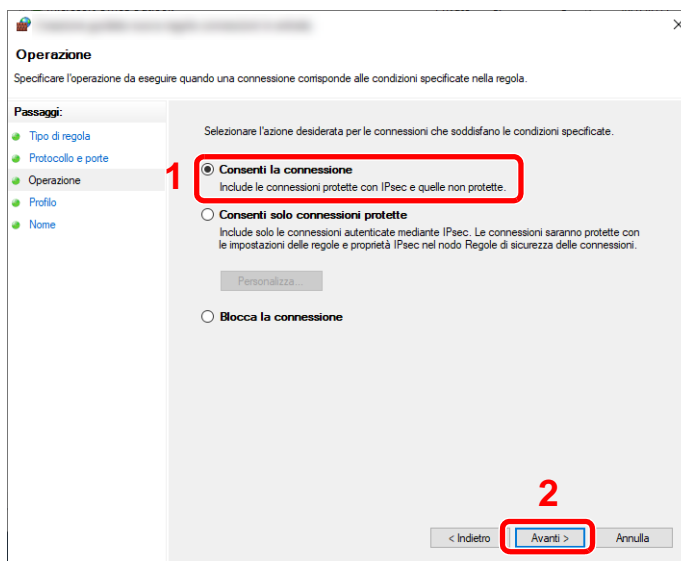 Operazione
Specificare l'operazione da eseguire quando una connessione corrisponde alle condizioni specificate nella regola.
Passaggi:
Tipo di regola
Protocollo e porte
Operazione
Profilo
Nome
Selezionare l'azione desiderata per le connessioni che soddisfano le condizioni specificate.
1
Consenti la connessione
Include le connessioni protette con IPsec e quelle non protette.
Consenti solo connessioni protette
Include solo le connessioni autenticate mediante IPsec. Le connessioni saranno protette con
le impostazioni delle regole e proprietà IPsec nel nodo Regole di sicurezza delle connessioni.
Personalizza...
Blocca la connessione
2
< Indietro
Avanti >
Annulla